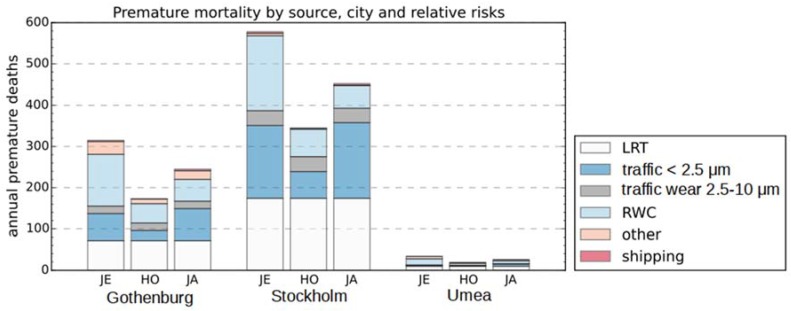 Premature mortality by source, city and relative risks
annual premature deaths
600
500
400
300
200
100
0
JE HO JA JE HO JA JE HO JA
Gothenburg Stockholm Umea
LRT
traffic < 2.5 µm
traffic wear 2.5-10 µm
RWC
other
shipping